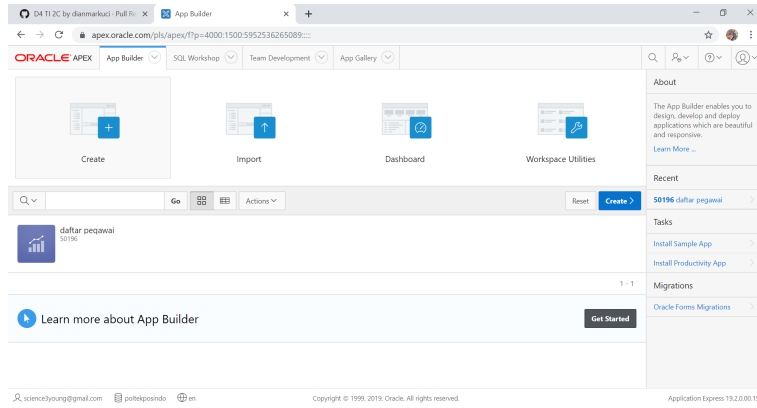 D4 TI 2C by dianmarkuci · Pull Re
App Builder
apex.oracle.com/pls/apex/f?p=4000:1500:5952536265089::::
ORACLE APEX
App Builder
SQL Workshop
Team Development
App Gallery
Create
Import
Dashboard
Workspace Utilities
Go
Actions
Reset
Create
daftar pegawai
50196
1 - 1
Learn more about App Builder
Get Started
About
The App Builder enables you to
design, develop and deploy
applications which are beautiful
and responsive.
Learn More ...
Recent
50196 daftar pegawai
Tasks
Install Sample App
Install Productivity App
Migrations
Oracle Forms Migrations
science3young@gmail.com
poltekposindo
en
Copyright © 1999, 2019, Oracle. All rights reserved.
Application Express 19.2.0.00.1